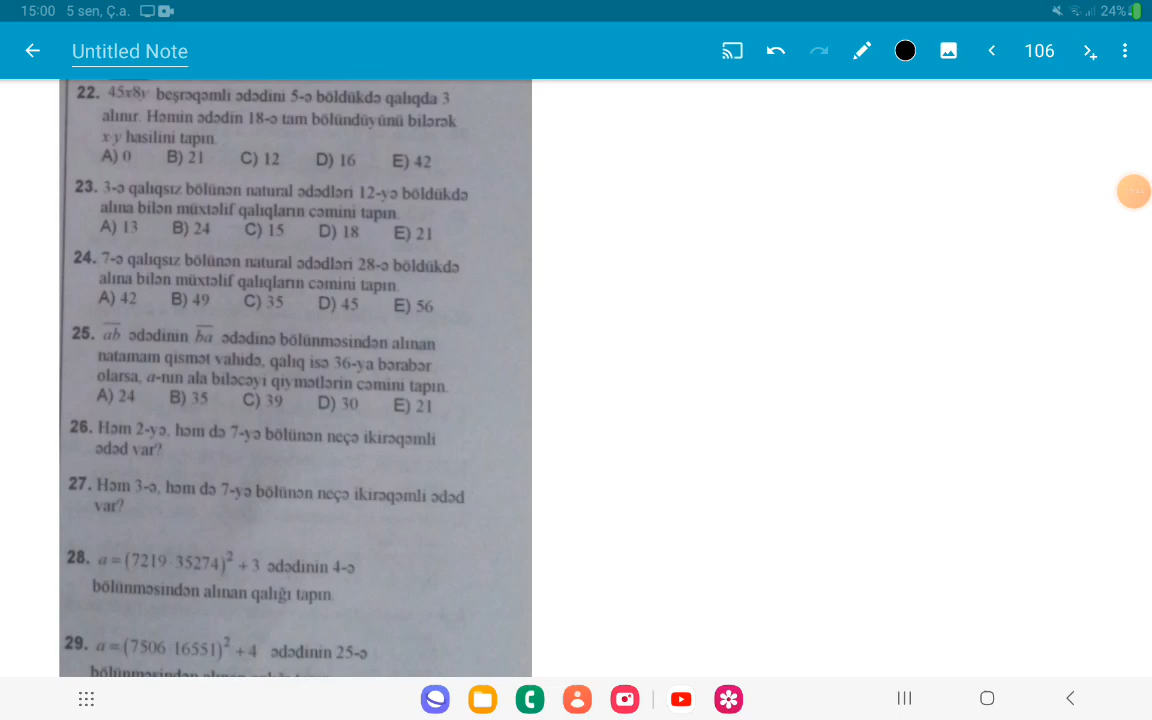 15:00 5 sen, Ç.a. 24%
Untitled Note 106
22. 45x8y beşrəqəmli ədədini 5-ə böldükdə qalıqda 3
alınır. Həmin ədədin 18-ə tam bölündüyünü bilərək
x·y hasilini tapın.
A) 0 B) 21 C) 12 D) 16 E) 42
23. 3-ə qalıqsız bölünən natural ədədləri 12-yə böldükdə
alına bilən müxtəlif qalıqların cəmini tapın.
A) 13 B) 24 C) 15 D) 18 E) 21
24. 7-ə qalıqsız bölünən natural ədədləri 28-ə böldükdə
alına bilən müxtəlif qalıqların cəmini tapın.
A) 42 B) 49 C) 35 D) 45 E) 56
25. ab ədədinin ba ədədinə bölünməsindən alınan
natamam qismət vahidə, qalıq isə 36-ya bərabər
olarsa, a-nın ala biləcəyi qiymətlərin cəmini tapın.
A) 24 B) 35 C) 39 D) 30 E) 21
26. Həm 2-yə, həm də 7-yə bölünən neçə ikirəqəmli
ədəd var?
27. Həm 3-ə, həm də 7-yə bölünən neçə ikirəqəmli ədəd
var?
28. a = (7219·35274)² + 3 ədədinin 4-ə
bölünməsindən alınan qalığı tapın.
29. a = (7506·16551)² + 4 ədədinin 25-ə